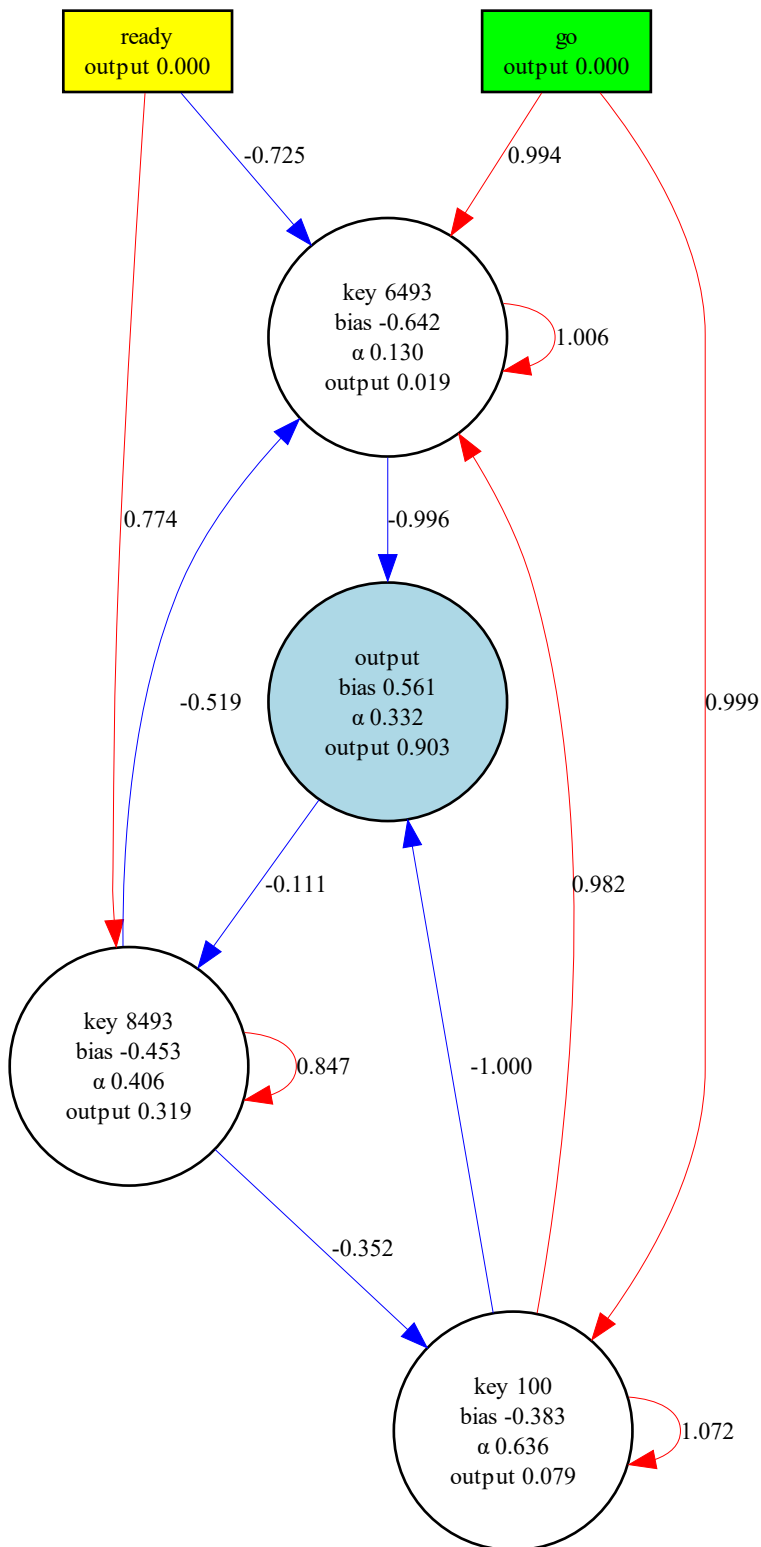 ready
output 0.000
go
output 0.000
-0.725
0.994
key 6493
bias -0.642
α 0.130
output 0.019
1.006
0.774
-0.996
-0.519
output
bias 0.561
α 0.332
output 0.903
0.999
-0.111
0.982
key 8493
bias -0.453
α 0.406
output 0.319
0.847
-1.000
-0.352
key 100
bias -0.383
α 0.636
output 0.079
1.072